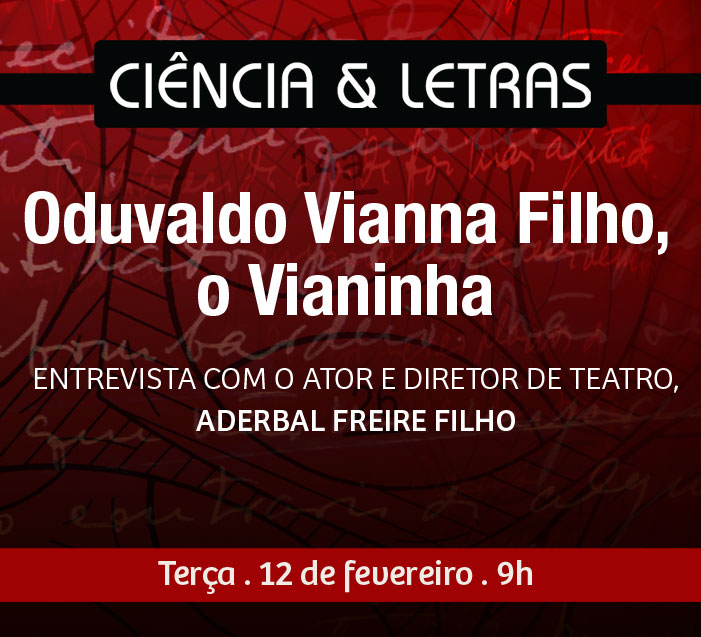 CIÊNCIA & LETRAS
Oduvaldo Vianna Filho,
o Vianinha
ENTREVISTA COM O ATOR E DIRETOR DE TEATRO,
ADERBAL FREIRE FILHO
Terça . 12 de fevereiro . 9h